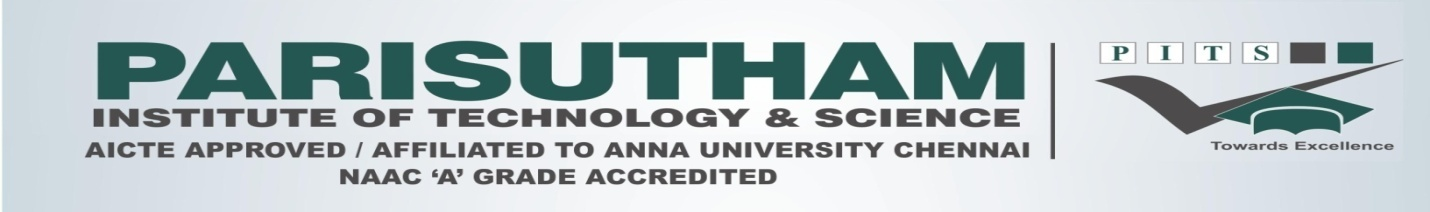 PARISUTHAM
INSTITUTE OF TECHNOLOGY & SCIENCE
AICTE APPROVED / AFFILIATED TO ANNA UNIVERSITY CHENNAI
NAAC ‘A’ GRADE ACCREDITED
P I T S
Towards Excellence